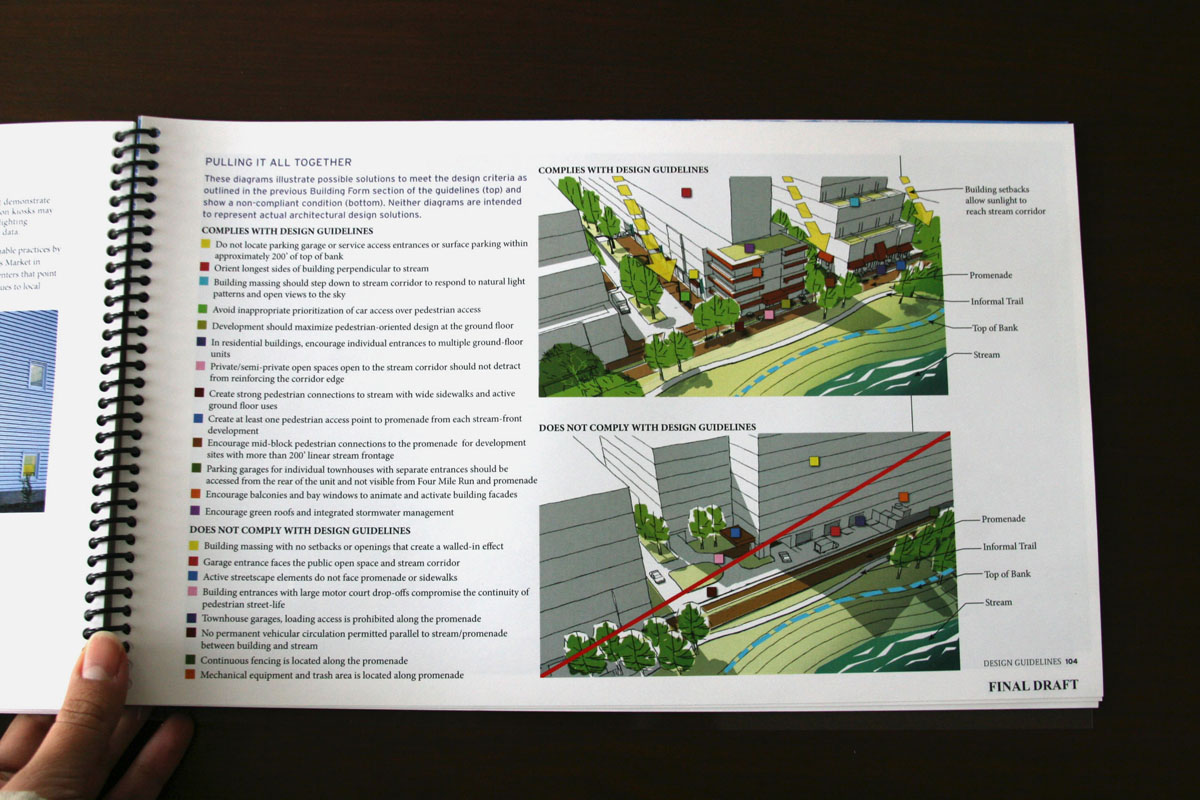 demonstrate
on kiosks may
lighting
data.
able practices by
s Market in
enters that point
ues to local
PULLING IT ALL TOGETHER
These diagrams illustrate possible solutions to meet the design criteria as
outlined in the previous Building Form section of the guidelines (top) and
show a non-compliant condition (bottom). Neither diagrams are intended
to represent actual architectural design solutions.
COMPLIES WITH DESIGN GUIDELINES
Do not locate parking garage or service access entrances or surface parking within
approximately 200' of top of bank
Orient longest sides of building perpendicular to stream
Building massing should step down to stream corridor to respond to natural light
patterns and open views to the sky
Avoid inappropriate prioritization of car access over pedestrian access
Development should maximize pedestrian-oriented design at the ground floor
In residential buildings, encourage individual entrances to multiple ground-floor
units
Private/semi-private open spaces open to the stream corridor should not detract
from reinforcing the corridor edge
Create strong pedestrian connections to stream with wide sidewalks and active
ground floor uses
Create at least one pedestrian access point to promenade from each stream-front
development
Encourage mid-block pedestrian connections to the promenade for development
sites with more than 200' linear stream frontage
Parking garages for individual townhouses with separate entrances should be
accessed from the rear of the unit and not visible from Four Mile Run and promenade
Encourage balconies and bay windows to animate and activate building facades
Encourage green roofs and integrated stormwater management
DOES NOT COMPLY WITH DESIGN GUIDELINES
Building massing with no setbacks or openings that create a walled-in effect
Garage entrance faces the public open space and stream corridor
Active streetscape elements do not face promenade or sidewalks
Building entrances with large motor court drop-offs compromise the continuity of
pedestrian street-life
Townhouse garages, loading access is prohibited along the promenade
No permanent vehicular circulation permitted parallel to stream/promenade
between building and stream
Continuous fencing is located along the promenade
Mechanical equipment and trash area is located along promenade
COMPLIES WITH DESIGN GUIDELINES
Building setbacks
allow sunlight to
reach stream corridor
Promenade
Informal Trail
Top of Bank
Stream
DOES NOT COMPLY WITH DESIGN GUIDELINES
Promenade
Informal Trail
Top of Bank
Stream
DESIGN GUIDELINES 104
FINAL DRAFT